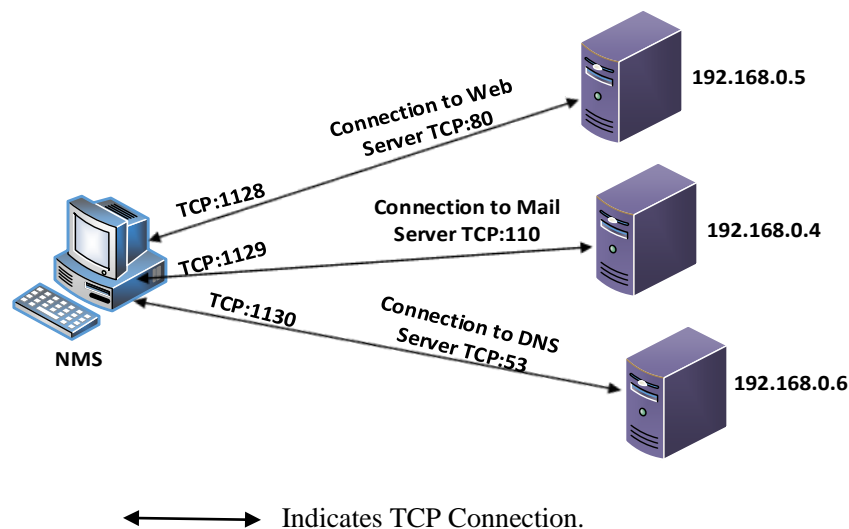 192.168.0.5
Connection to Web
Server TCP:80
TCP:1128
Connection to Mail
Server TCP:110
192.168.0.4
TCP:1129
TCP:1130
Connection to DNS
Server TCP:53
192.168.0.6
NMS
Indicates TCP Connection.